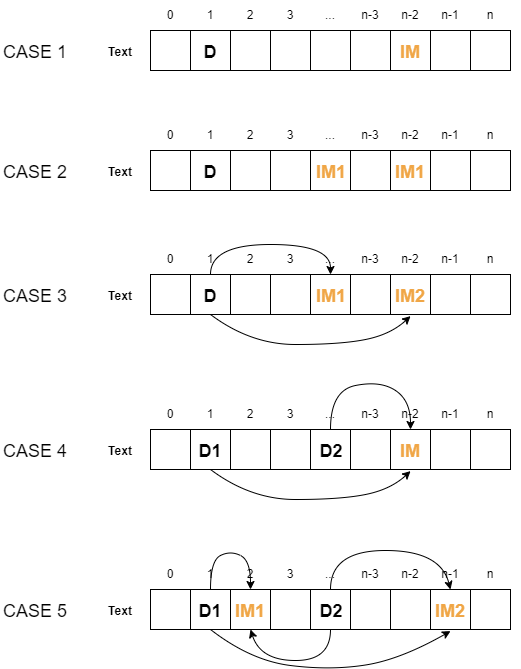 0 1 2 3 ... n-3 n-2 n-1 n
CASE 1 Text D IM
0 1 2 3 ... n-3 n-2 n-1 n
CASE 2 Text D IM1 IM1
0 1 2 3 ... n-3 n-2 n-1 n
CASE 3 Text D IM1 IM2
0 1 2 3 ... n-3 n-2 n-1 n
CASE 4 Text D1 D2 IM
0 1 2 3 ... n-3 n-2 n-1 n
CASE 5 Text D1 IM1 D2 IM2